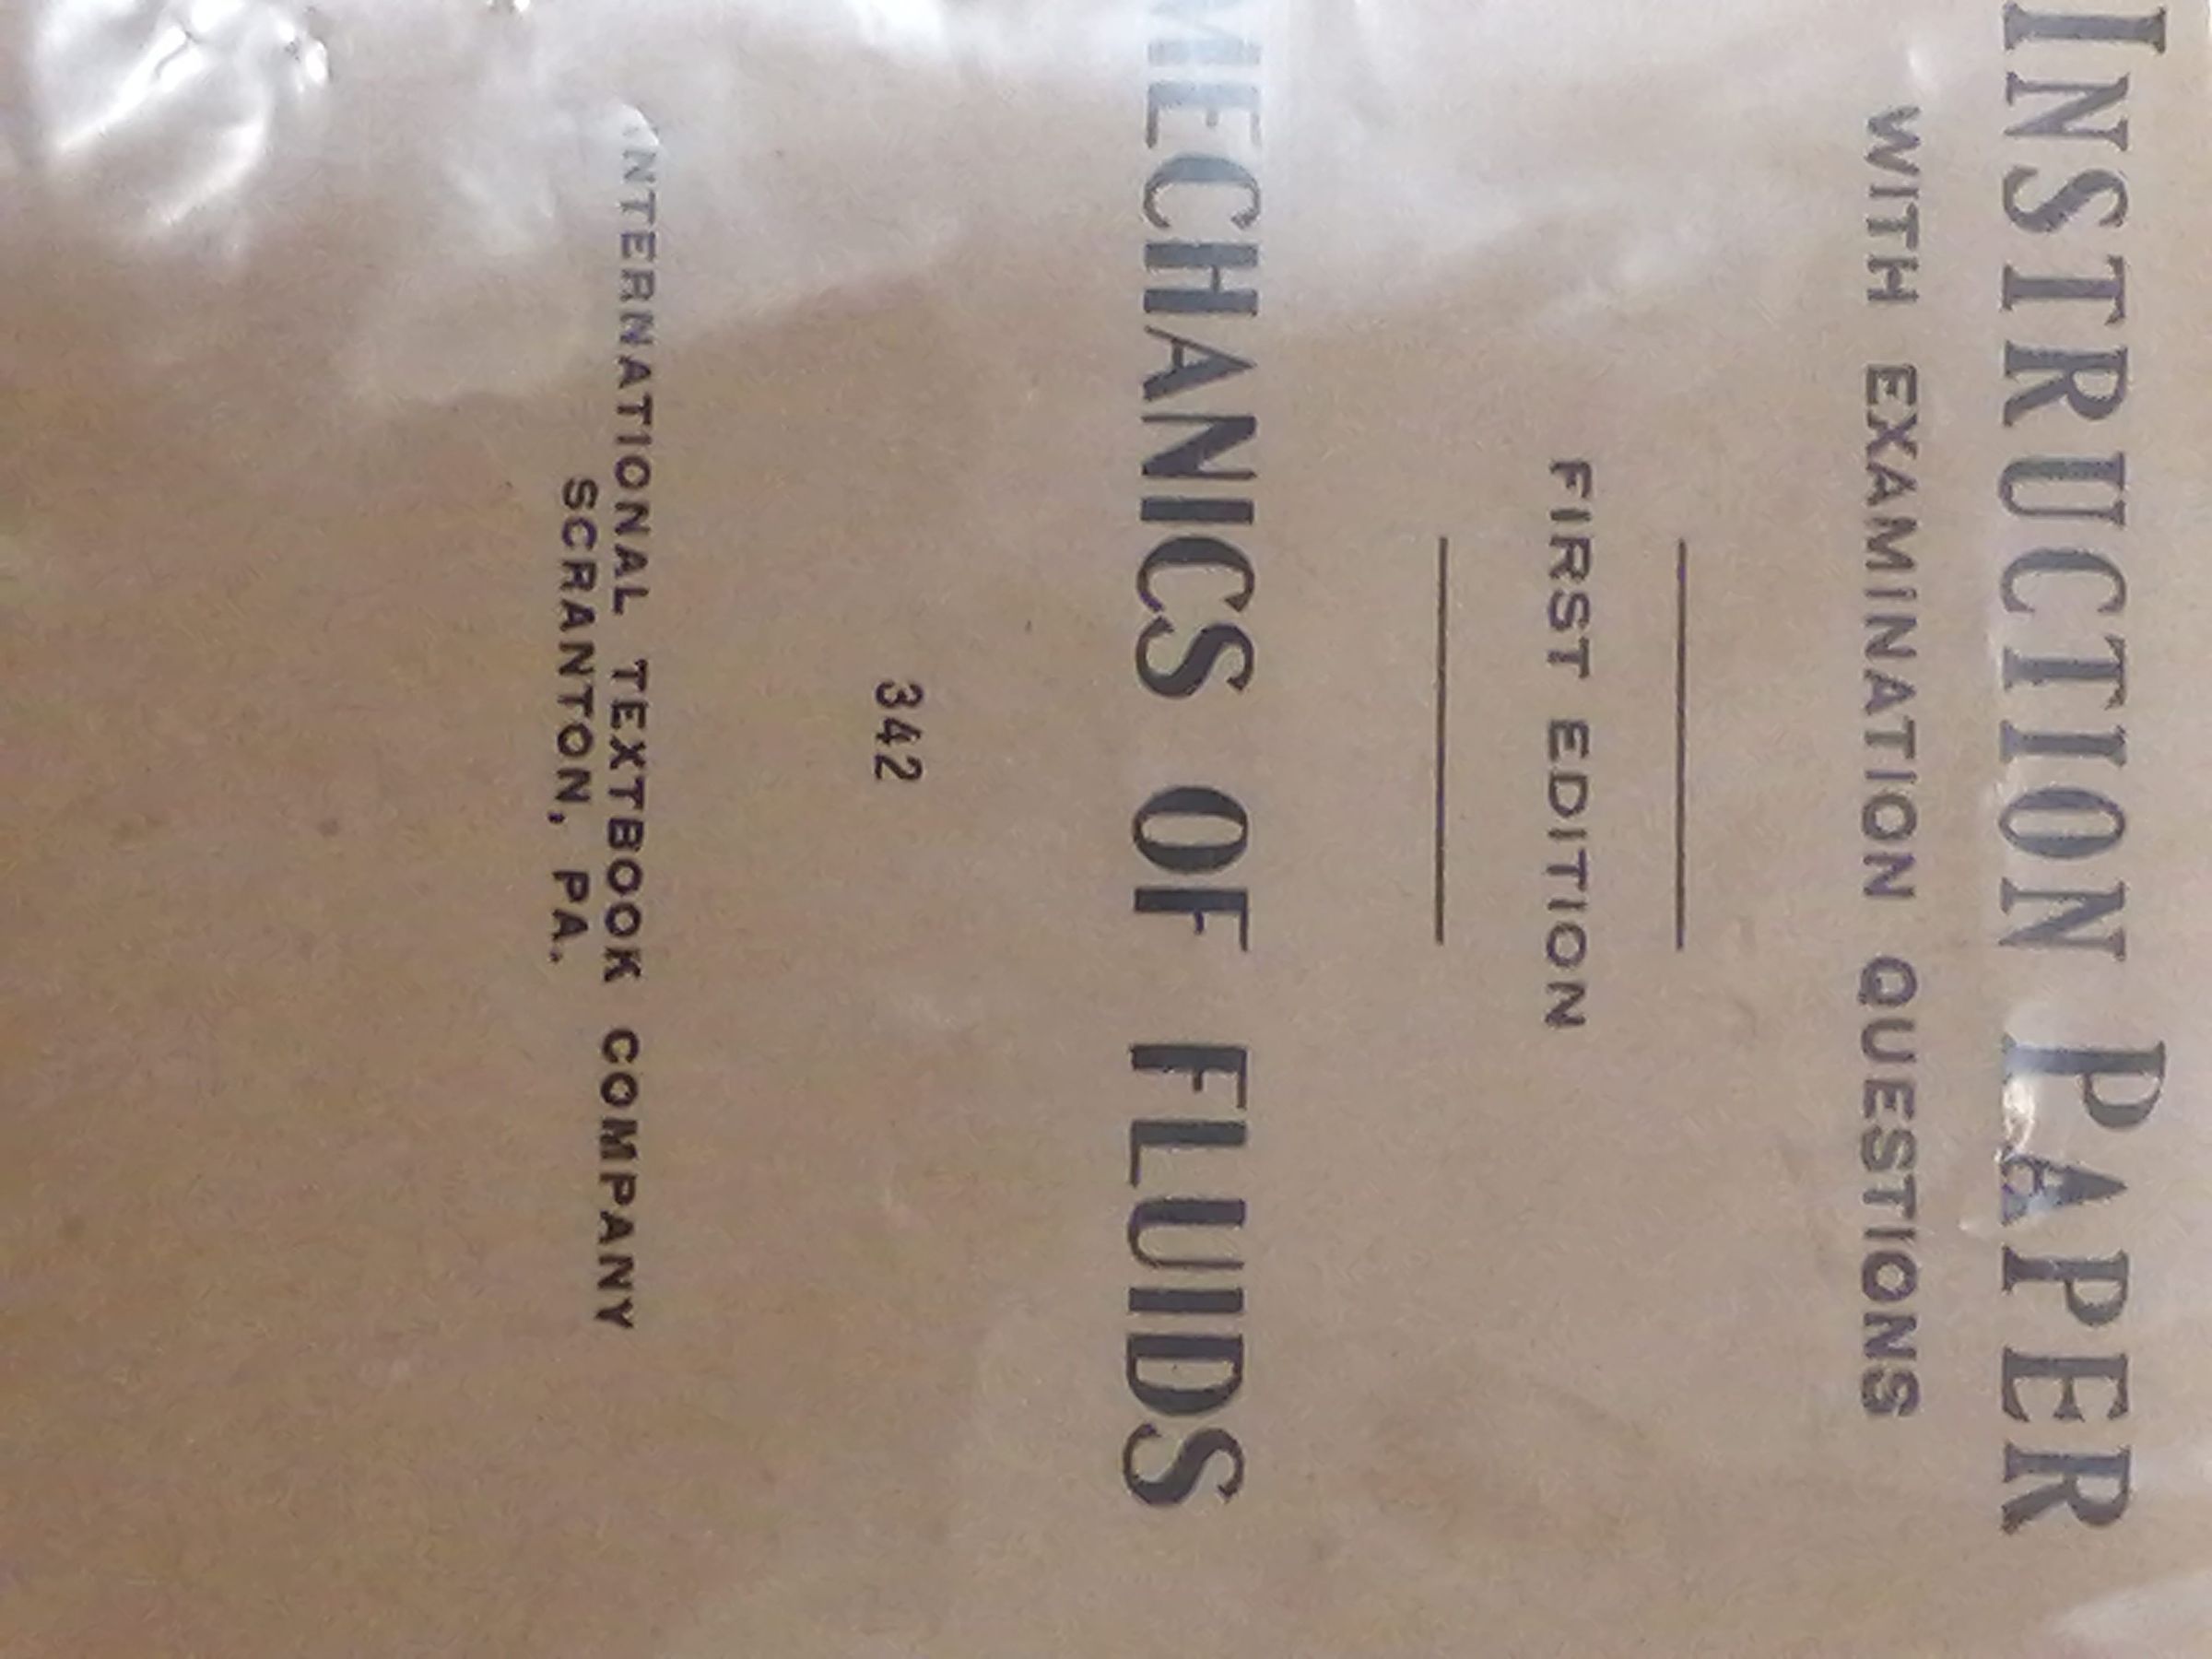 INSTRUCTION PAPER
WITH EXAMINATION QUESTIONS
FIRST EDITION
MECHANICS OF FLUIDS
342
INTERNATIONAL TEXTBOOK COMPANY
SCRANTON, PA.